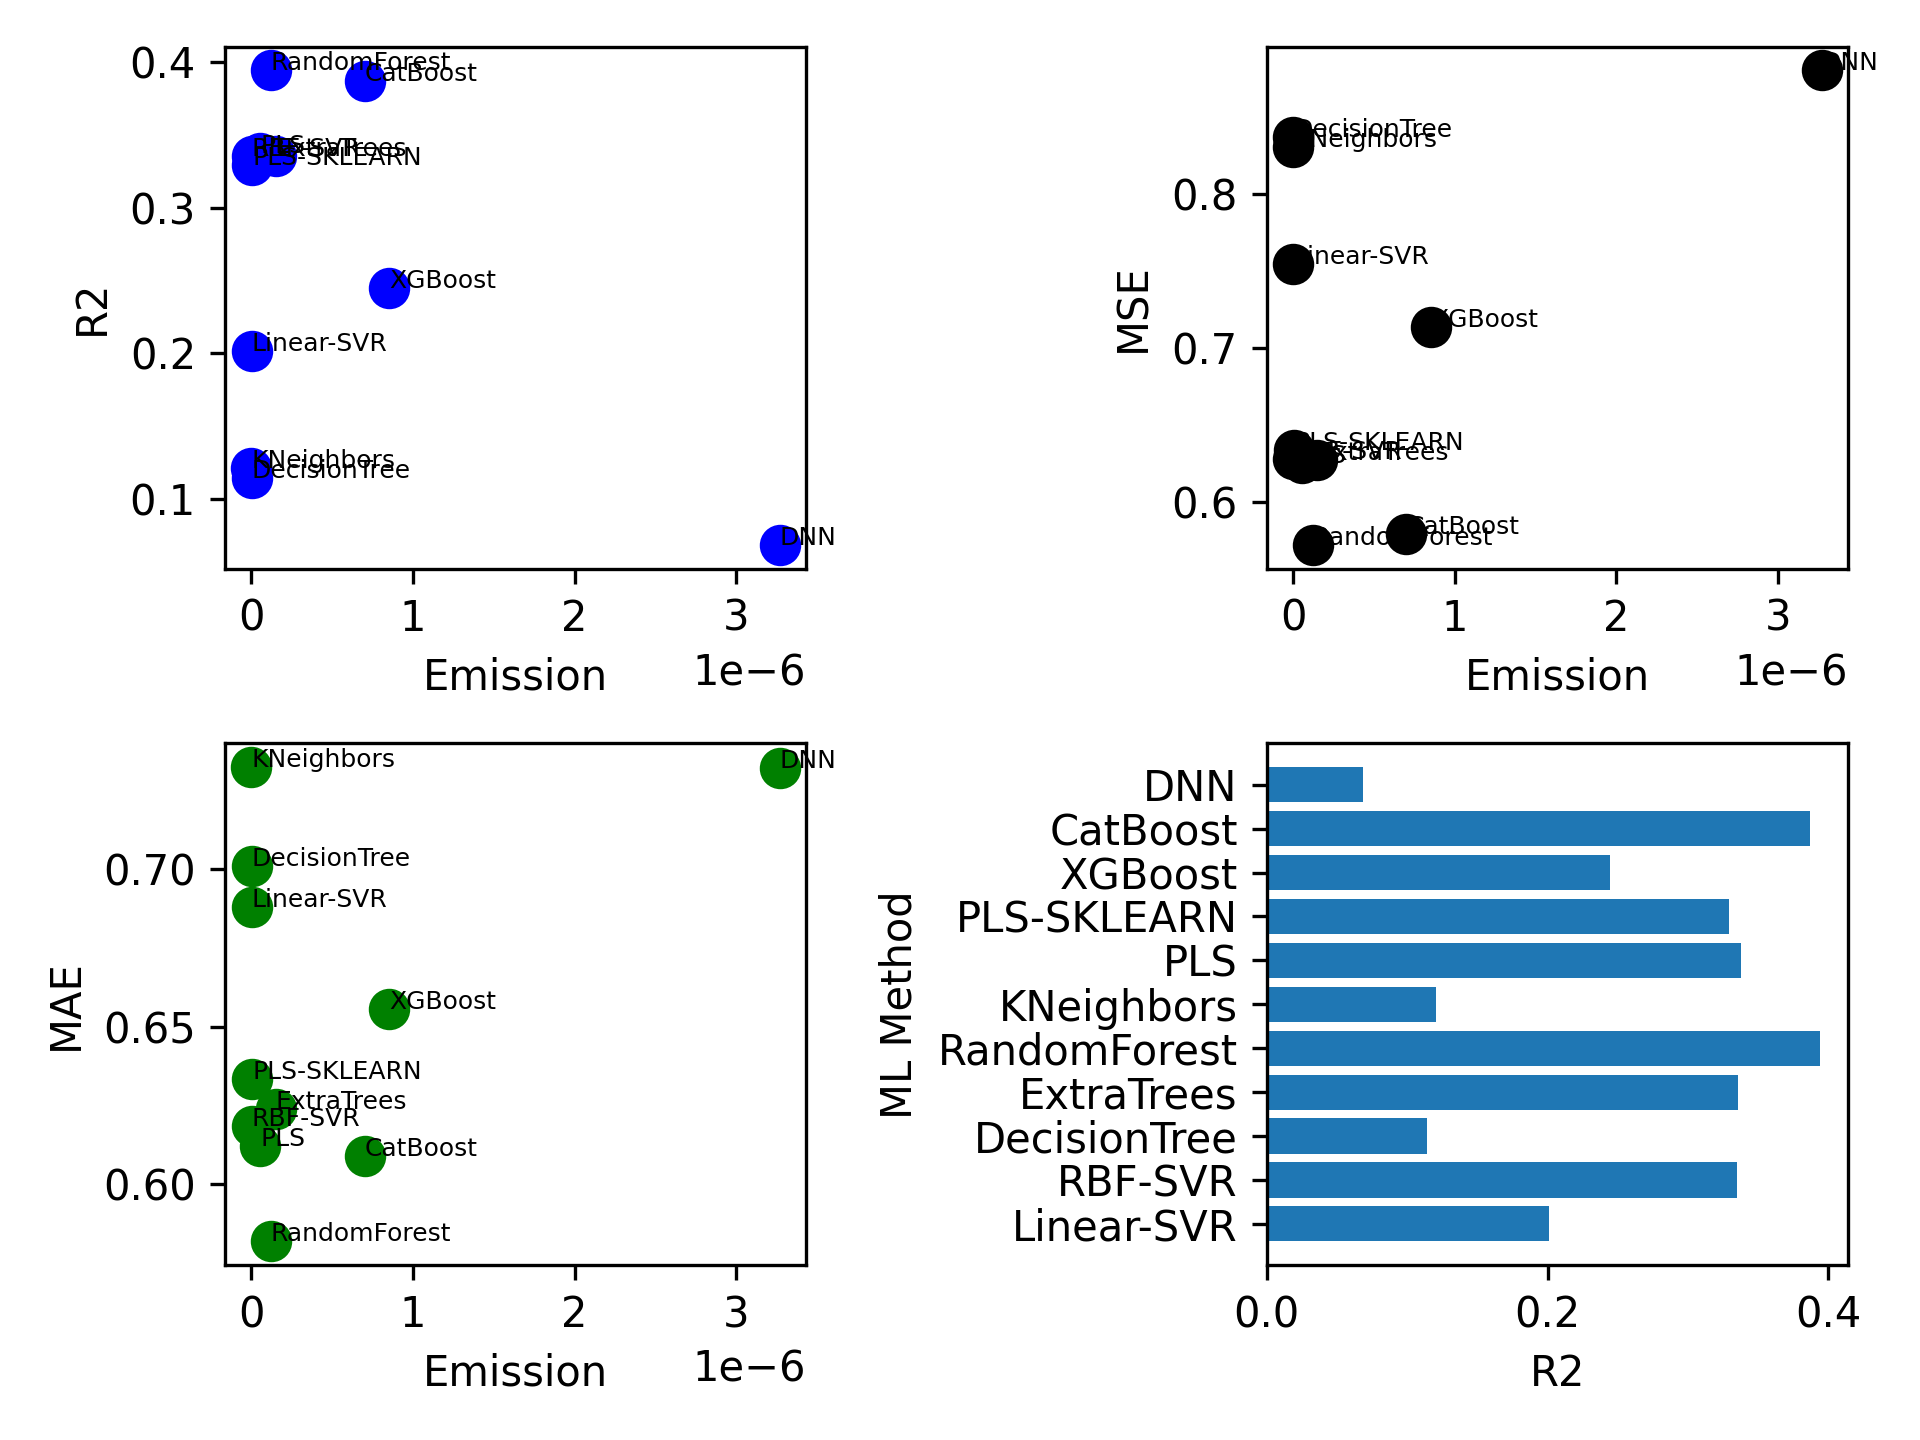 0.4
0.3
0.2
0.1
R2
RandomForest
CatBoost
PLS-SKLEARN
XGBoost
Linear-SVR
KNeighbors
DecisionTree
DNN
0 1 2 3
Emission
1e−6
0.8
0.7
0.6
MSE
DecisionTree
Neighbors
Linear-SVR
XGBoost
PLS-SKLEARN
CatBoost
RandomForest
0 1 2 3
Emission
1e−6
0.70
0.65
0.60
MAE
KNeighbors
DNN
DecisionTree
Linear-SVR
XGBoost
PLS-SKLEARN
ExtraTrees
RBF-SVR
PLS
CatBoost
RandomForest
0 1 2 3
Emission
1e−6
ML Method
DNN
CatBoost
XGBoost
PLS-SKLEARN
PLS
KNeighbors
RandomForest
ExtraTrees
DecisionTree
RBF-SVR
Linear-SVR
0.0 0.2 0.4
R2